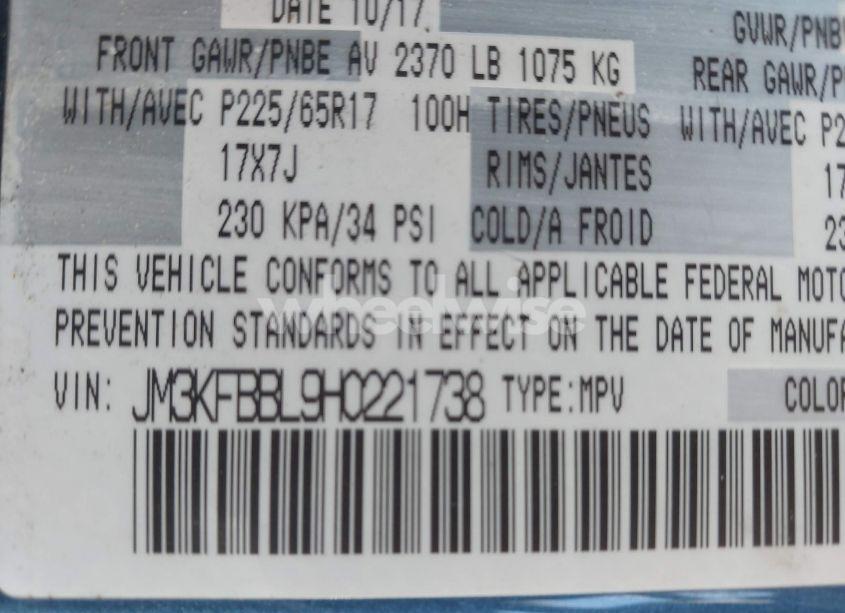 DATE 10/17
GVWR/PNB
FRONT GAWR/PNBE AV 2370 LB 1075 KG
REAR GAWR/P
WITH/AVEC P225/65R17 100H TIRES/PNEUS WITH/AVEC P2
17X7J RIMS/JANTES 17
230 KPA/34 PSI COLD/A FROID 23
THIS VEHICLE CONFORMS TO ALL APPLICABLE FEDERAL MOTO
wheelwise
PREVENTION STANDARDS IN EFFECT ON THE DATE OF MANUFA
VIN: JM3KFBBL9H0221738 TYPE:MPV COLOR